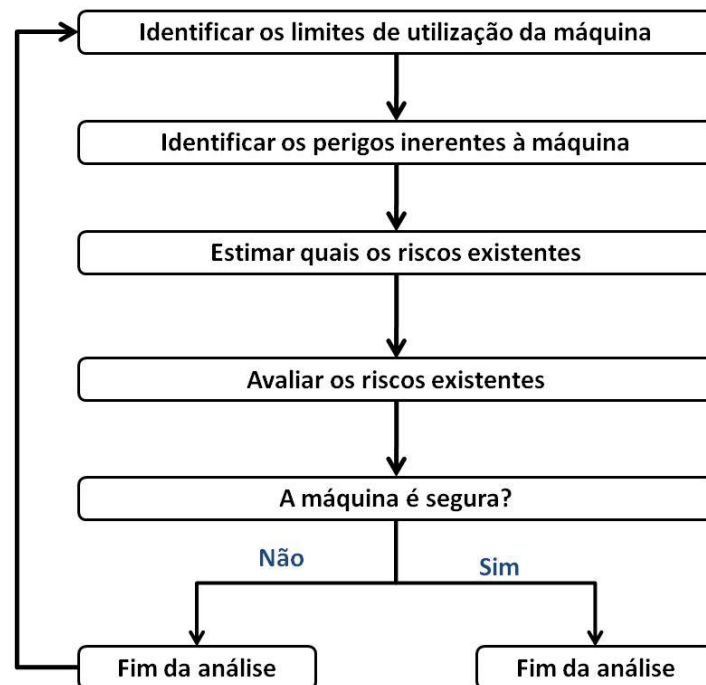 Identificar os limites de utilização da máquina
Identificar os perigos inerentes à máquina
Estimar quais os riscos existentes
Avaliar os riscos existentes
A máquina é segura?
Não
Sim
Fim da análise
Fim da análise